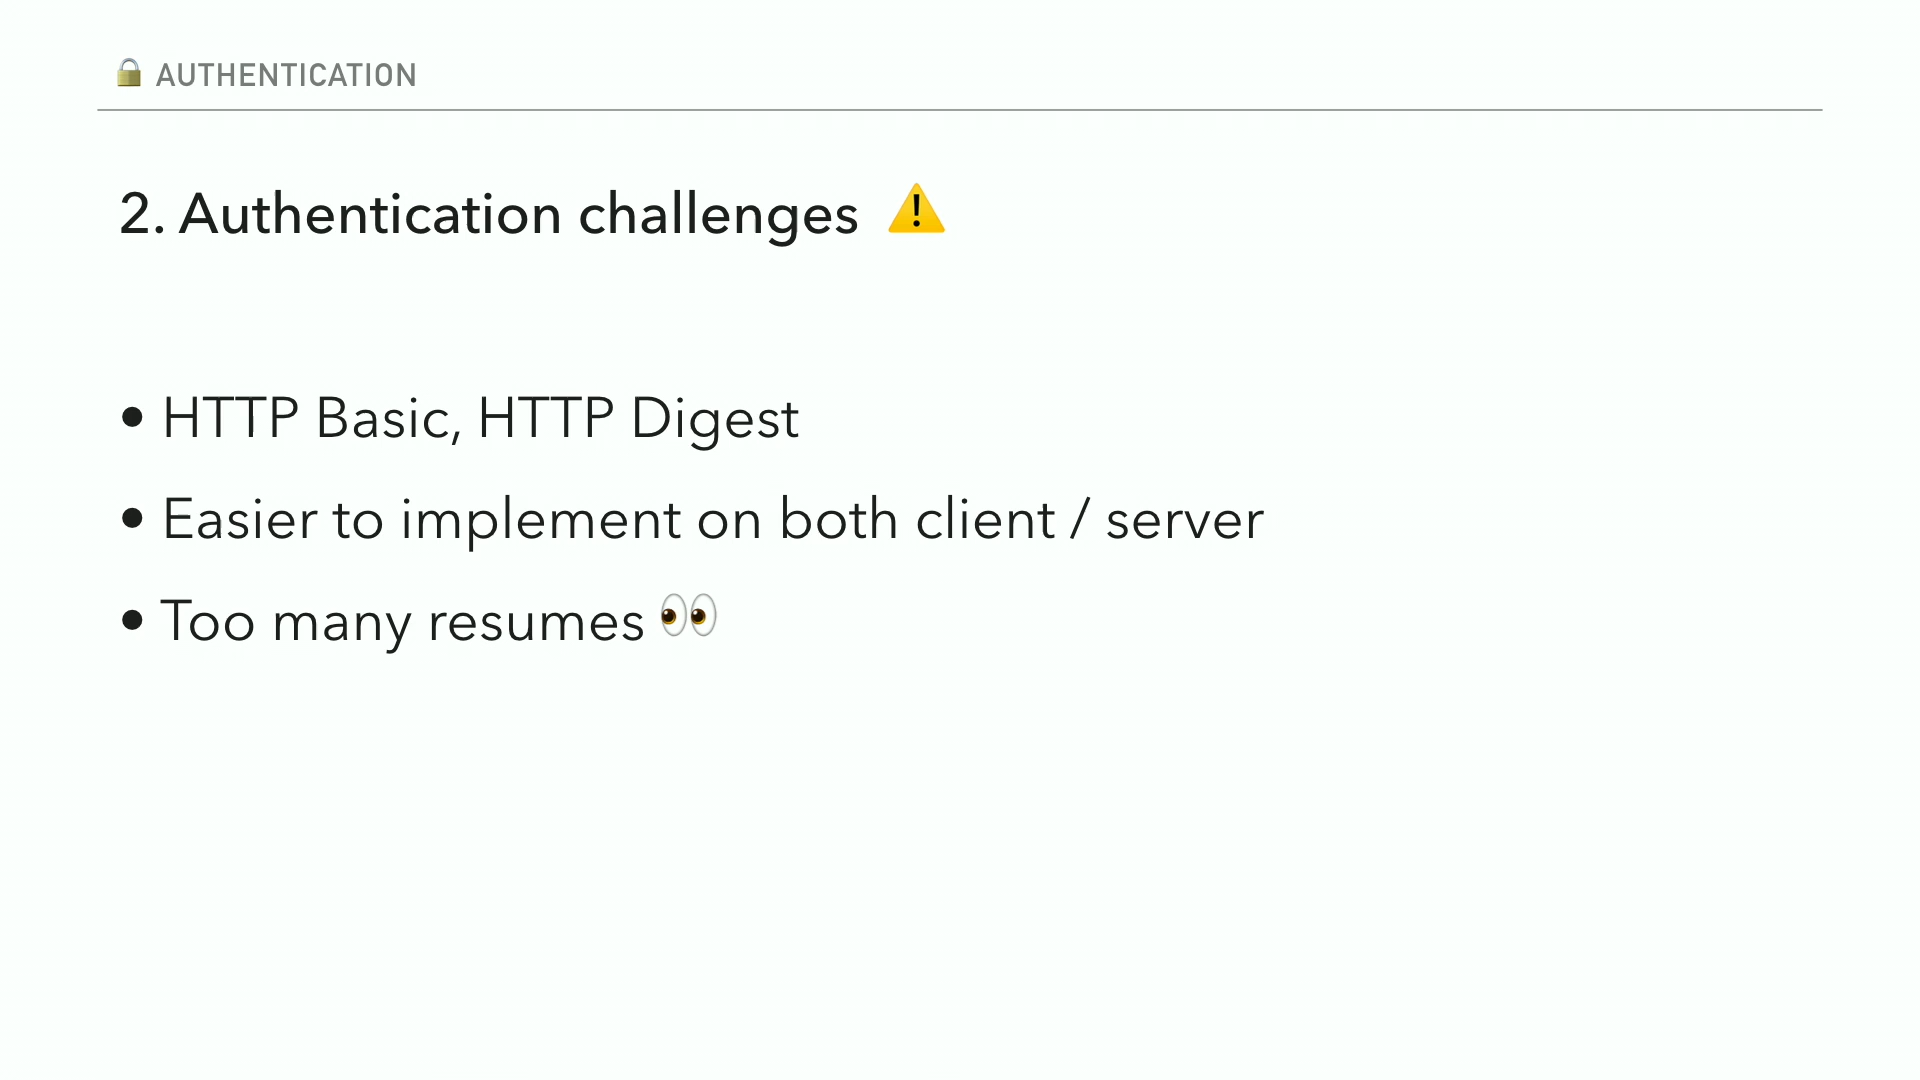 🔒 AUTHENTICATION
2. Authentication challenges ⚠️
• HTTP Basic, HTTP Digest
• Easier to implement on both client / server
• Too many resumes 👀